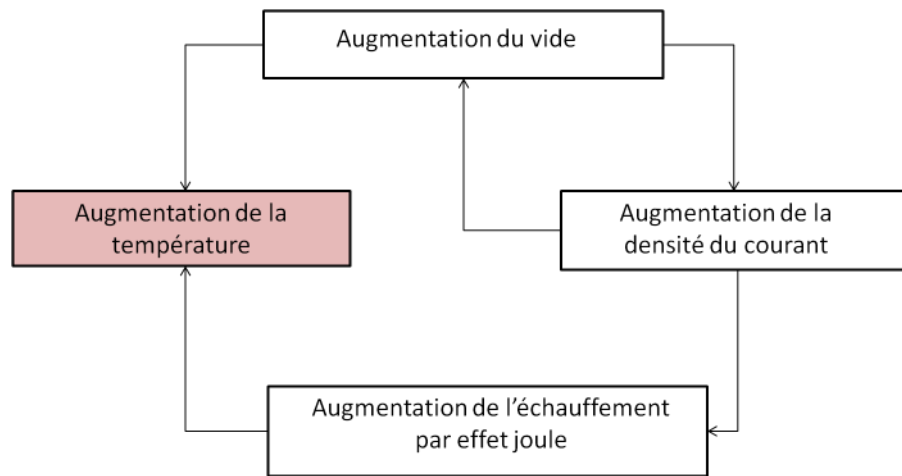 Augmentation du vide
Augmentation de la
température
Augmentation de la
densité du courant
Augmentation de l'échauffement
par effet joule